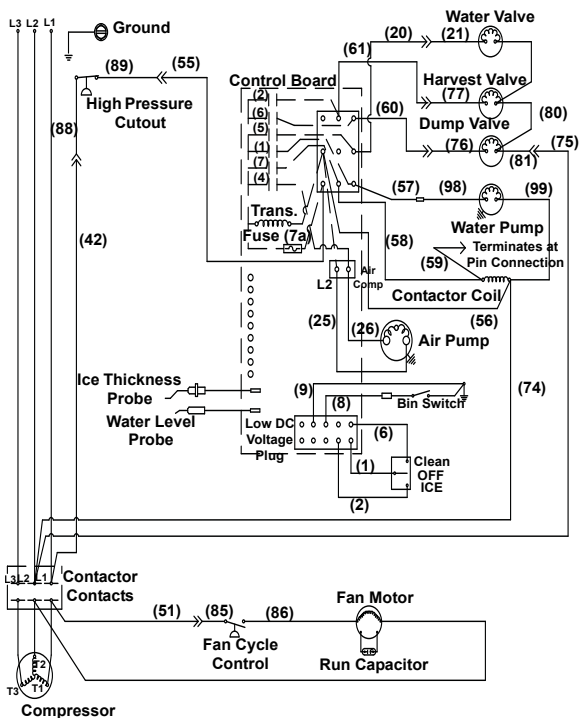 L3 L2 L1
Ground
(20) (21)
Water Valve
(61)
(89) (55)
High Pressure
Cutout
Control Board
(2)
(6)
(5)
(1)
(7)
(4)
(60)
(77)
Harvest Valve
Dump Valve
(80)
(75)
(76)
(81)
(88)
(57) (98) (99)
Water Pump
Trans.
Fuse (7a)
(58)
(59)
Terminates at
Pin Connection
(42)
L2
Air
Comp
Contactor Coil
(56)
(25)
(26)
Air Pump
(74)
Ice Thickness
Probe
Water Level
Probe
(9)
(8)
Bin Switch
Low DC
Voltage
Plug
(6)
(1)
(2)
Clean
OFF
ICE
L3 L2 L1
Contactor
Contacts
(51) (85) (86)
Fan Cycle
Control
Fan Motor
Run Capacitor
T2
T3 T1
Compressor